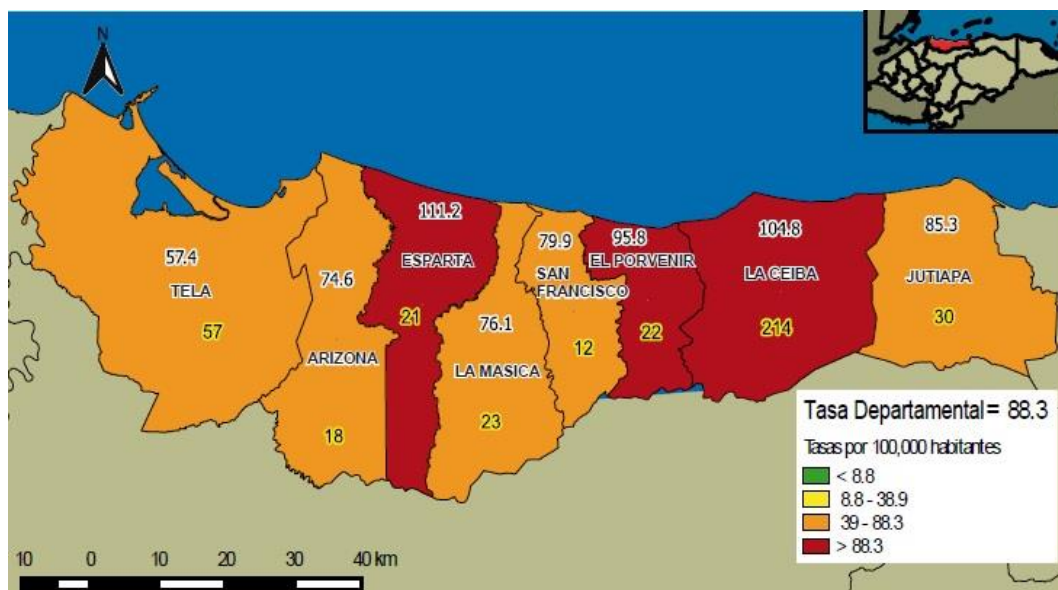 N
57.4
TELA
57
74.6
ARIZONA
18
111.2
ESPARTA
21
76.1
LA MASICA
23
79.9
SAN
FRANCISCO
12
95.8
EL PORVENIR
22
104.8
LA CEIBA
214
85.3
JUTIAPA
30
Tasa Departamental = 88.3
Tasas por 100,000 habitantes
< 8.8
8.8 - 38.9
39 - 88.3
> 88.3
10 0 10 20 30 40 km